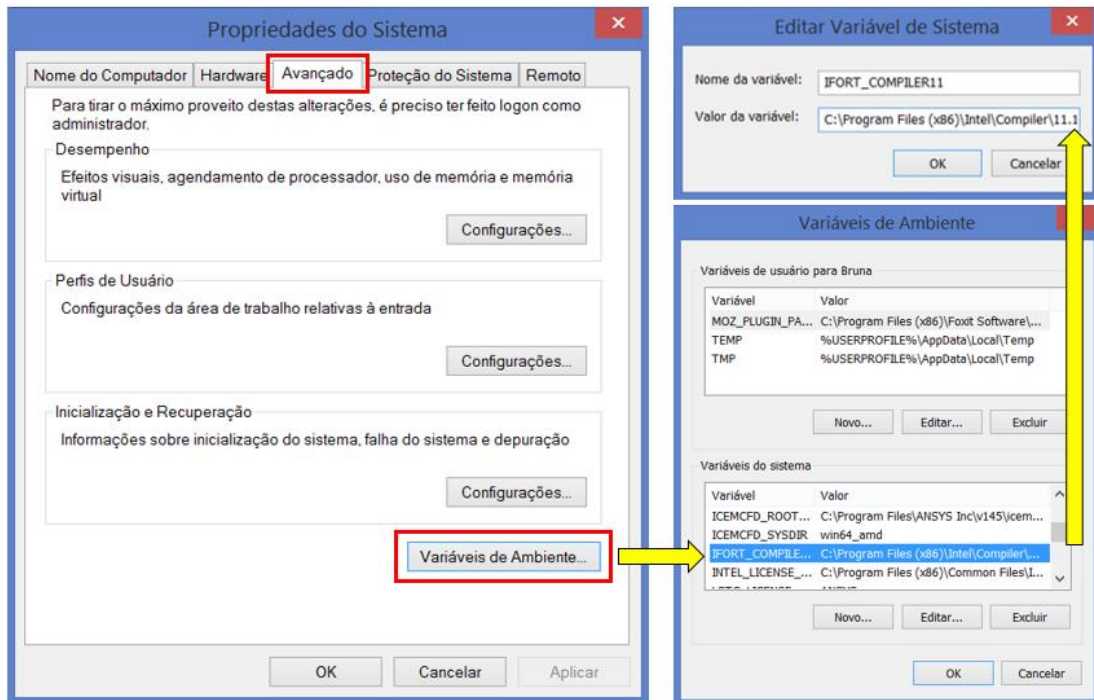 Propriedades do Sistema
Nome do Computador
Hardware
Avançado
Proteção do Sistema
Remoto
Para tirar o máximo proveito destas alterações, é preciso ter feito logon como
administrador.
Desempenho
Efeitos visuais, agendamento de processador, uso de memória e memória
virtual
Configurações...
Perfis de Usuário
Configurações da área de trabalho relativas à entrada
Configurações...
Inicialização e Recuperação
Informações sobre inicialização do sistema, falha do sistema e depuração
Configurações...
Variáveis de Ambiente...
OK
Cancelar
Aplicar
Editar Variável de Sistema
Nome da variável:
IFORT_COMPILER11
Valor da variável:
C:\Program Files (x86)\Intel\Compiler\11.1
OK
Cancelar
Variáveis de Ambiente
Variáveis de usuário para Bruna
Variável Valor
MOZ_PLUGIN_PA... C:\Program Files (x86)\Foxit Software\...
TEMP %USERPROFILE%\AppData\Local\Temp
TMP %USERPROFILE%\AppData\Local\Temp
Novo...
Editar...
Excluir
Variáveis do sistema
Variável Valor
ICEMCFD_ROOT... C:\Program Files\ANSYS Inc\v145\icem...
ICEMCFD_SYSDIR win64_amd
IFORT_COMPILE... C:\Program Files (x86)\Intel\Compiler\...
INTEL_LICENSE_... C:\Program Files (x86)\Common Files\I...
Novo...
Editar...
Excluir
OK
Cancelar